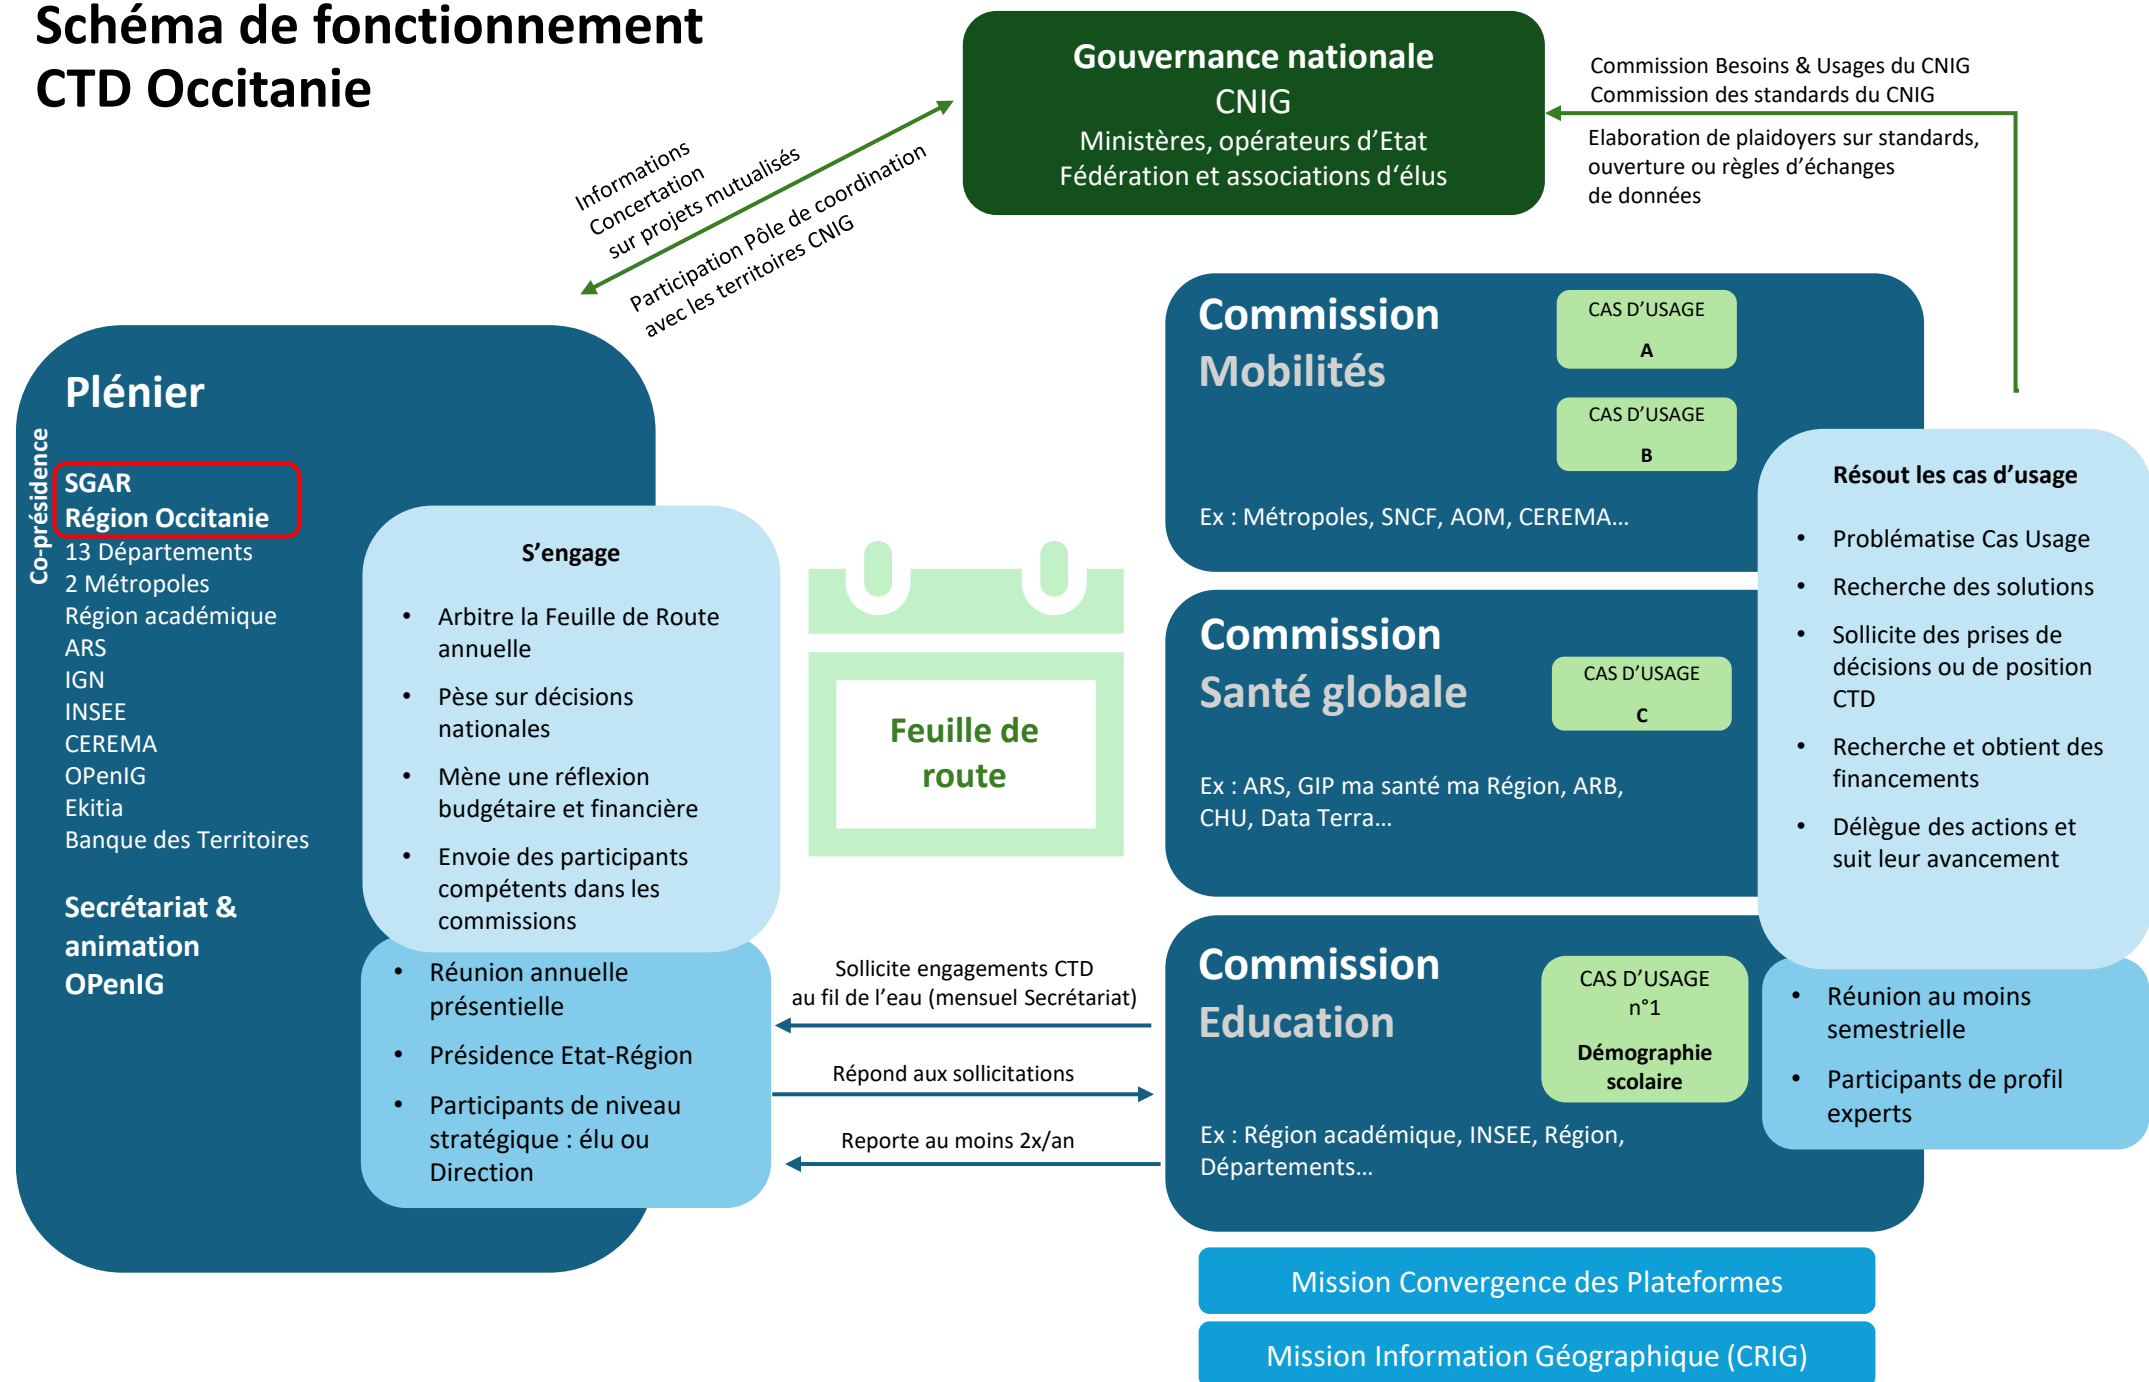 Schéma de fonctionnement
CTD Occitanie
Gouvernance nationale
CNIG
Ministères, opérateurs d'Etat
Fédération et associations d'élus
Commission Besoins & Usages du CNIG
Commission des standards du CNIG
Elaboration de plaidoyers sur standards,
ouverture ou règles d'échanges
de données
Informations
Concertation
sur projets mutualisés
Participation Pôle de coordination
avec les territoires CNIG
Plénier
Co-présidence
SGAR
Région Occitanie
13 Départements
2 Métropoles
Région académique
ARS
IGN
INSEE
CEREMA
OPenIG
Ekitia
Banque des Territoires
Secrétariat &
animation
OPenIG
S'engage
• Arbitre la Feuille de Route
annuelle
• Pèse sur décisions
nationales
• Mène une réflexion
budgétaire et financière
• Envoie des participants
compétents dans les
commissions
• Réunion annuelle
présentielle
• Présidence Etat-Région
• Participants de niveau
stratégique : élu ou
Direction
Feuille de
route
Sollicite engagements CTD
au fil de l'eau (mensuel Secrétariat)
Répond aux sollicitations
Reporte au moins 2x/an
Commission
Mobilités
CAS D'USAGE
A
CAS D'USAGE
B
Ex : Métropoles, SNCF, AOM, CEREMA…
Commission
Santé globale
CAS D'USAGE
C
Ex : ARS, GIP ma santé ma Région, ARB,
CHU, Data Terra…
Commission
Education
CAS D'USAGE
n°1
Démographie
scolaire
Ex : Région académique, INSEE, Région,
Départements…
Résout les cas d'usage
• Problématise Cas Usage
• Recherche des solutions
• Sollicite des prises de
décisions ou de position
CTD
• Recherche et obtient des
financements
• Délègue des actions et
suit leur avancement
• Réunion au moins
semestrielle
• Participants de profil
experts
Mission Convergence des Plateformes
Mission Information Géographique (CRIG)